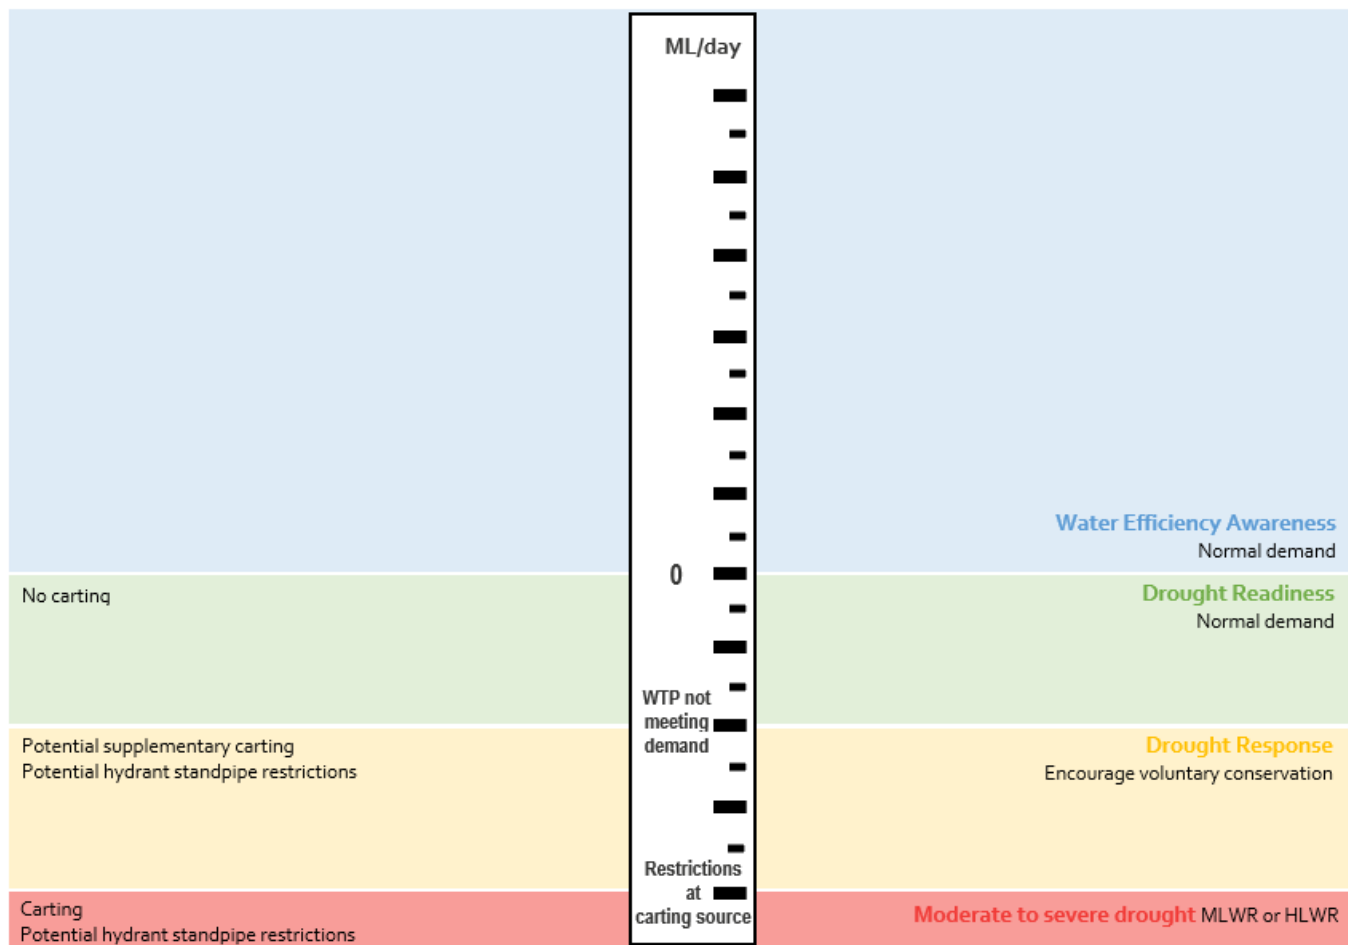 ML/day
Water Efficiency Awareness
Normal demand
0
No carting
Drought Readiness
Normal demand
WTP not
meeting
demand
Potential supplementary carting
Potential hydrant standpipe restrictions
Drought Response
Encourage voluntary conservation
Restrictions
at
carting source
Carting
Potential hydrant standpipe restrictions
Moderate to severe drought MLWR or HLWR